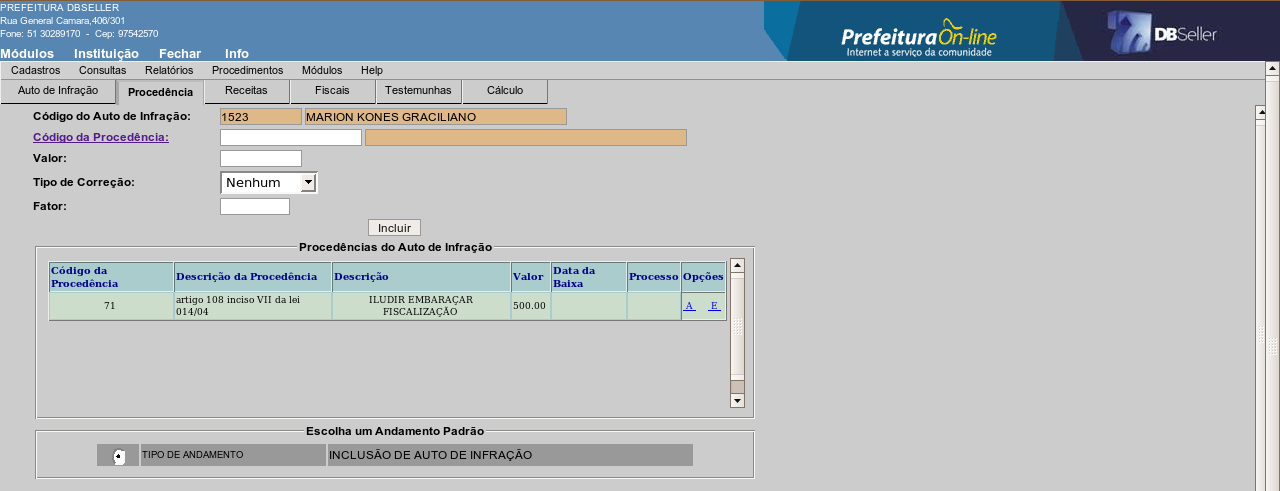 PREFEITURA DBSELLER
Rua General Camara,406/301
Fone: 51 30289170 - Cep: 97542570
Módulos Instituição Fechar Info
Prefeitura On-line
Internet a serviço da comunidade
DBSeller
Cadastros Consultas Relatórios Procedimentos Módulos Help
Auto de Infração Procedência Receitas Fiscais Testemunhas Cálculo
Código do Auto de Infração: 1523 MARION KONES GRACILIANO
Código da Procedência:
Valor:
Tipo de Correção: Nenhum
Fator:
Incluir
Procedências do Auto de Infração
Código da Procedência Descrição da Procedência Descrição Valor Data da Baixa Processo Opções
71 artigo 108 inciso VII da lei 014/04 ILUDIR EMBARAÇAR FISCALIZAÇÃO 500.00 A E
Escolha um Andamento Padrão
TIPO DE ANDAMENTO INCLUSÃO DE AUTO DE INFRAÇÃO